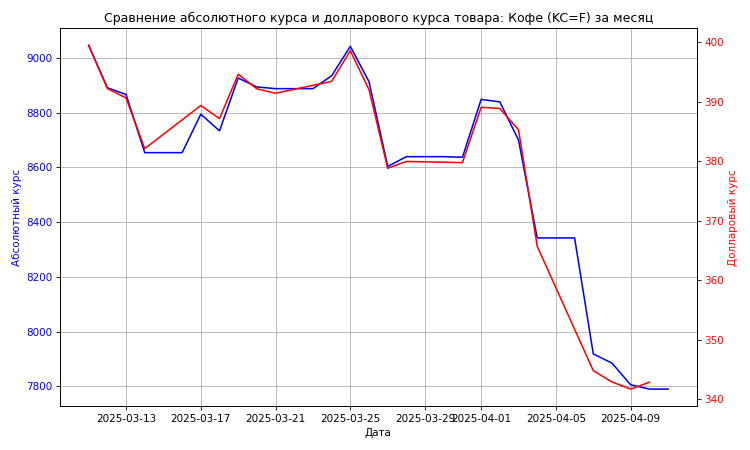 Сравнение абсолютного курса и долларового курса товара: Кофе (KC=F) за месяц
9000
8800
8600
8400
8200
8000
7800
Абсолютный курс
400
390
380
370
360
350
340
Долларовый курс
2025-03-13 2025-03-17 2025-03-21 2025-03-25 2025-03-29 2025-04-01 2025-04-05 2025-04-09
Дата